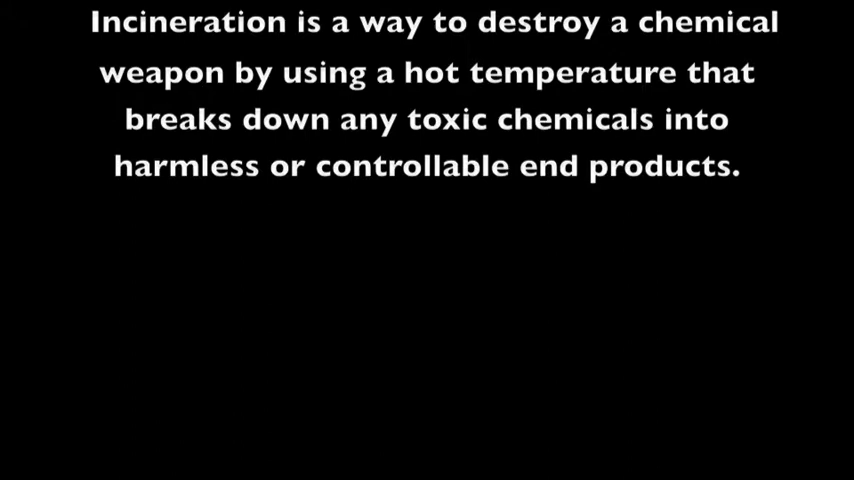 Incineration is a way to destroy a chemical
weapon by using a hot temperature that
breaks down any toxic chemicals into
harmless or controllable end products.